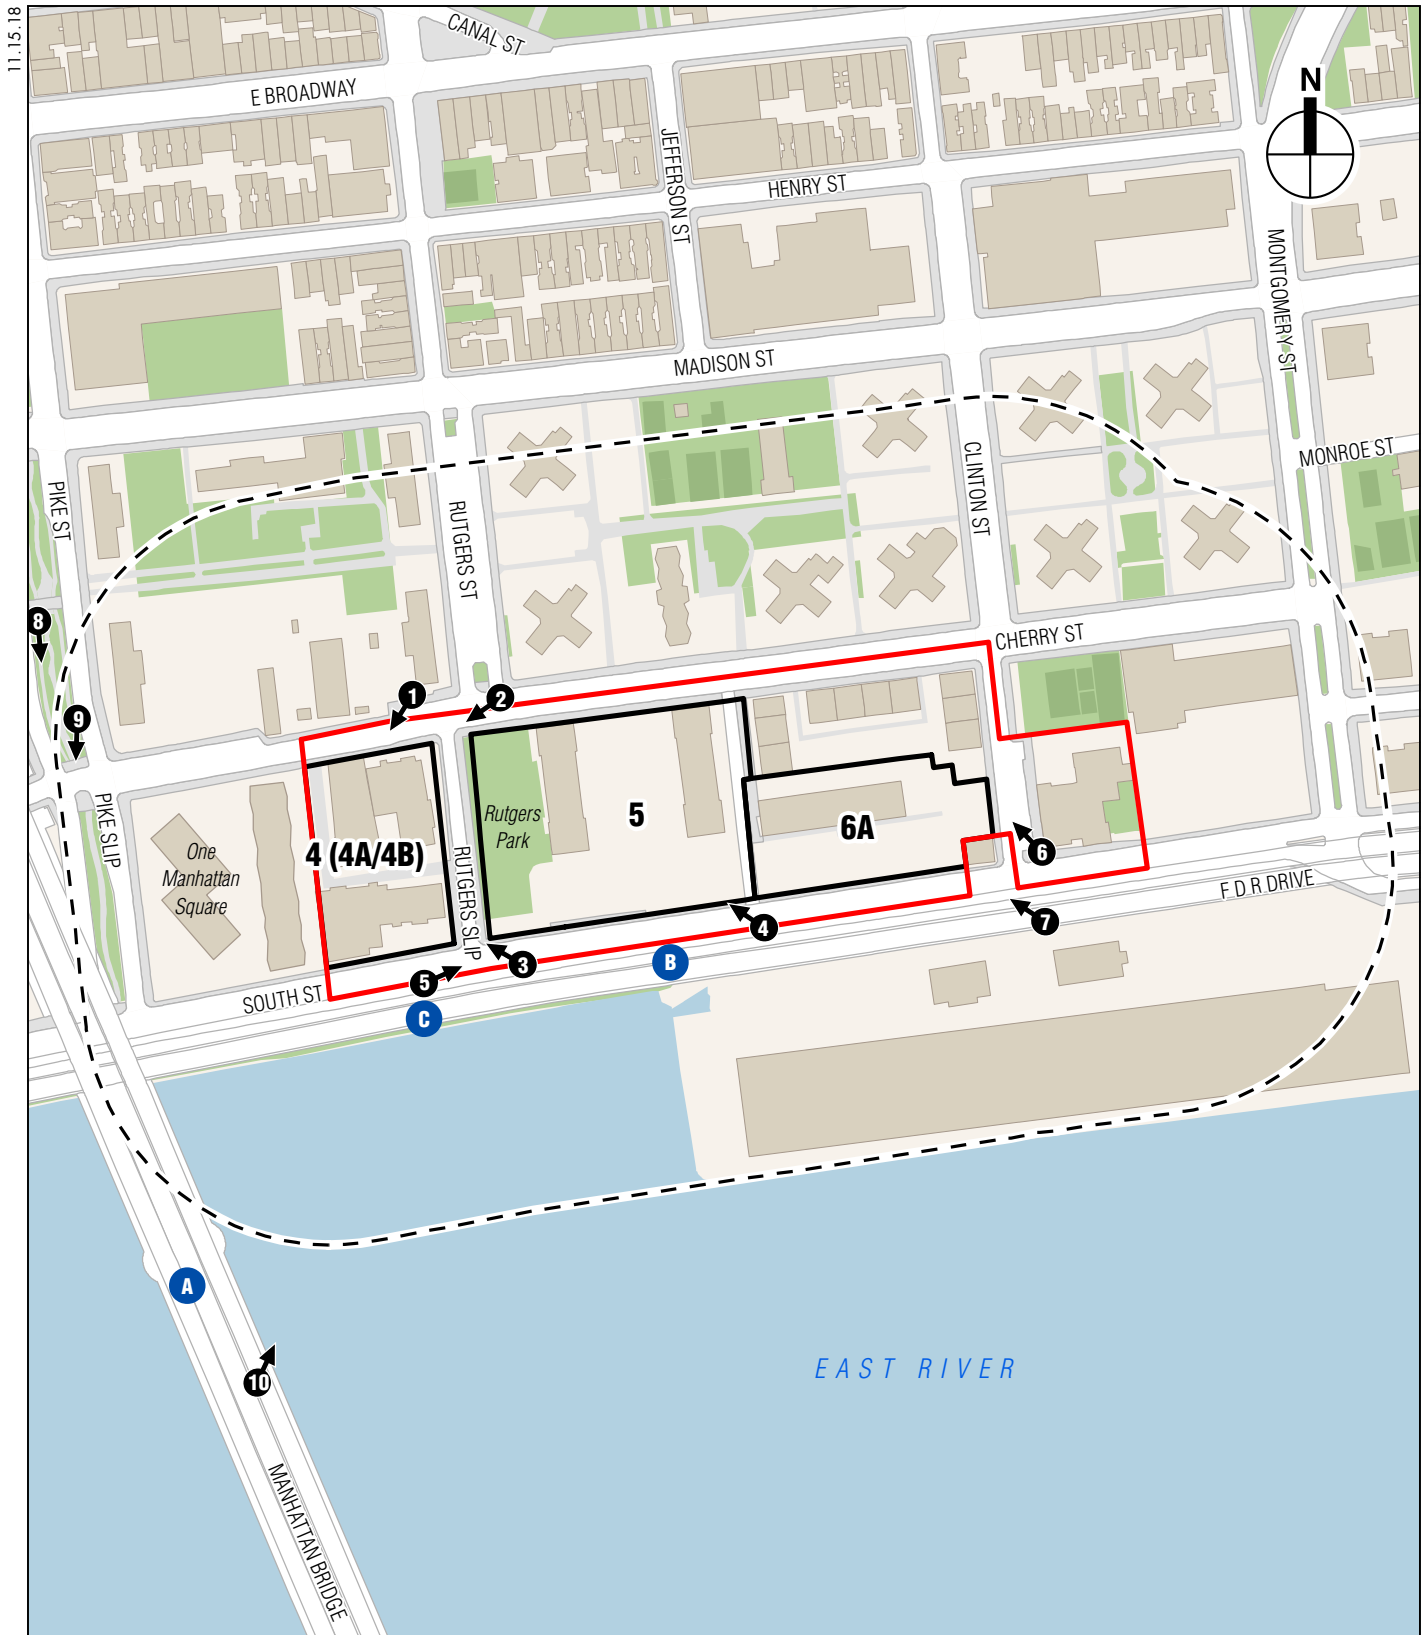 11.15.18
CANAL ST
E BROADWAY
N
JEFFERSON ST
HENRY ST
MONTGOMERY ST
MADISON ST
MONROE ST
PIKE ST
RUTGERS ST
CLINTON ST
8
CHERRY ST
1
2
9
PIKE SLIP
Rutgers
Park
5
6A
One
Manhattan
Square
4 (4A/4B)
RUTGERS SLIP
6
F D R DRIVE
7
4
3
B
5
SOUTH ST
C
A
EAST RIVER
10
MANHATTAN BRIDGE